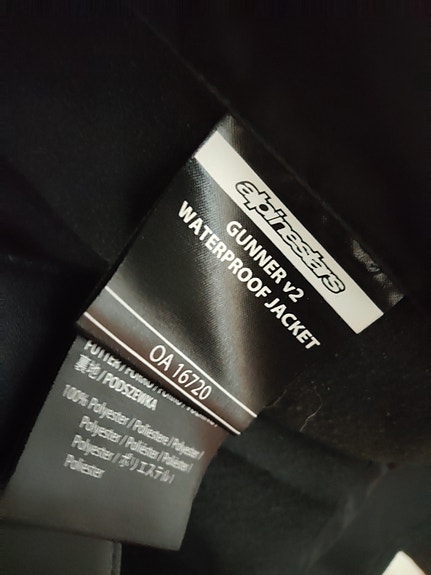 alpinestars
GUNNER v2
WATERPROOF JACKET
OA 16720
裏地 / PODSZEWKA
100% Polyester / Poliestere / Polyester /
Polyester / Poliéster / Poliéster /
Polyester / ポリエステル /
Poliester